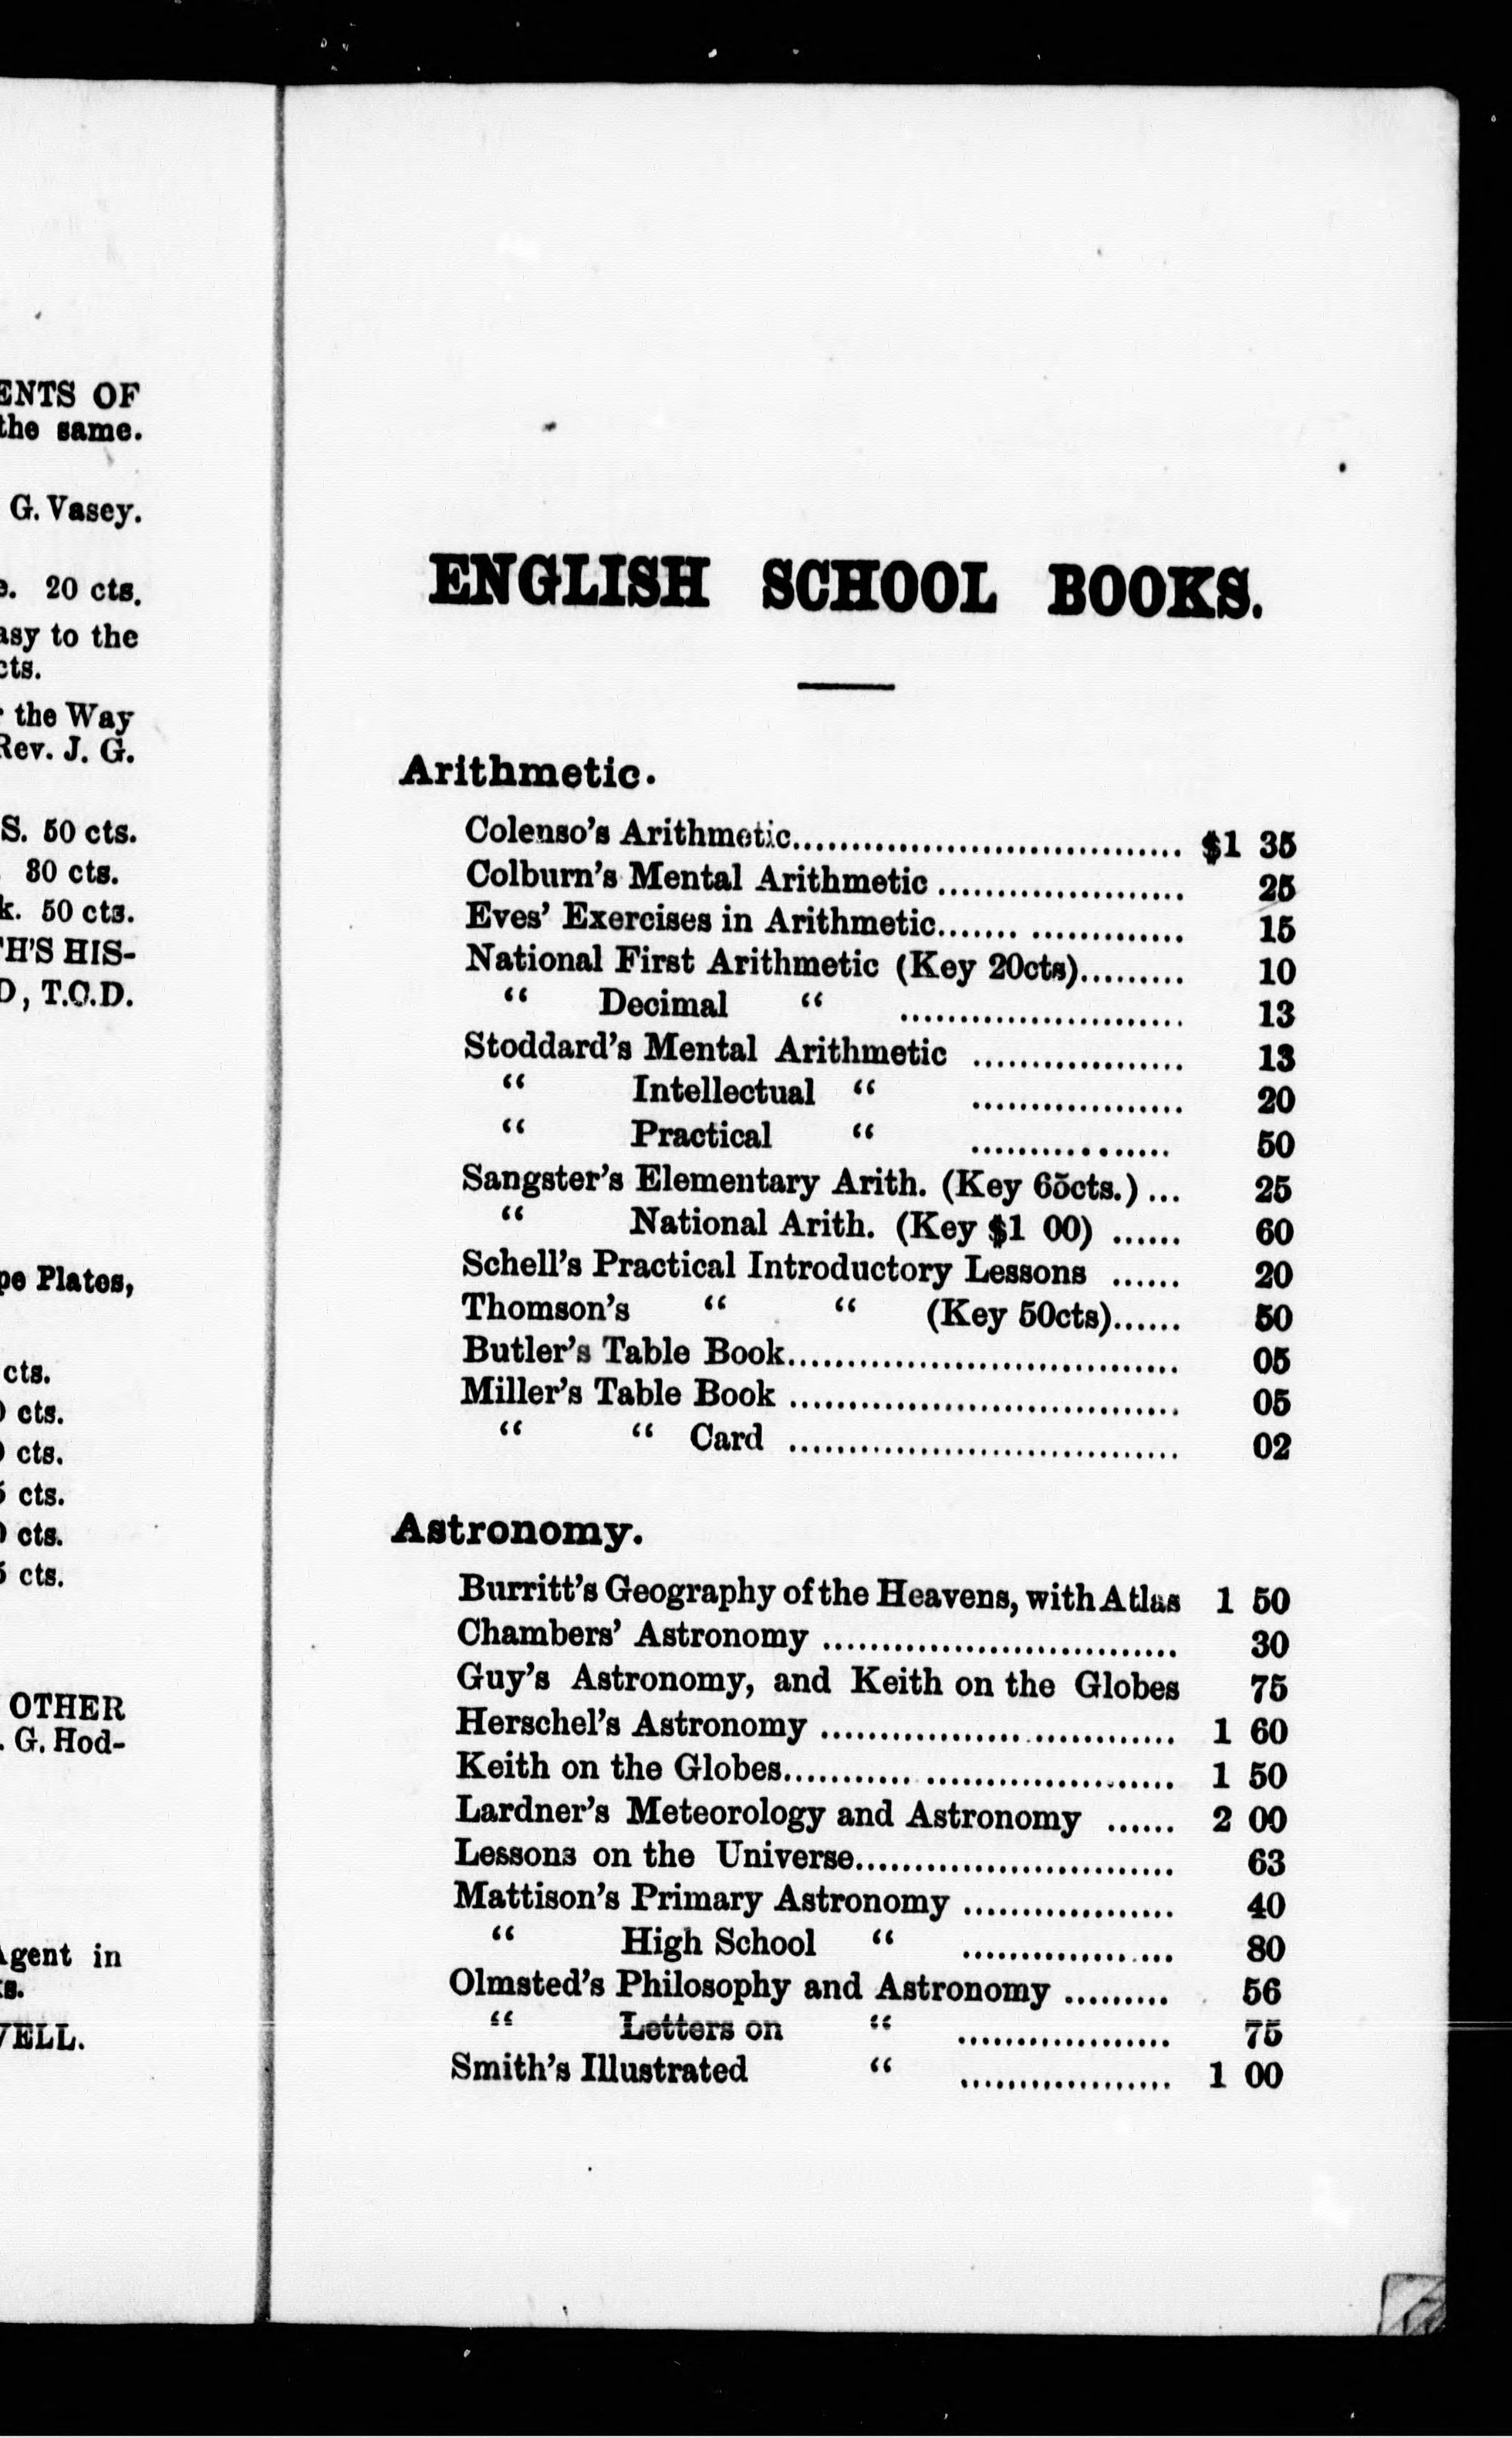 ENTS OF
the same.
G. Vasey.
20 cts.
asy to the
cts.
the Way
Rev. J. G.
S. 50 cts.
30 cts.
k. 50 cts.
'H'S HIS-
D, T.C.D.
pe Plates,
cts.
cts.
cts.
cts.
cts.
cts.
OTHER
. G. Hod-
Agent in
VELL.
ENGLISH SCHOOL BOOKS.
Arithmetic.
Colenso's Arithmetic................................. $1 35
Colburn's Mental Arithmetic ..................... 25
Eves' Exercises in Arithmetic....... ............. 15
National First Arithmetic (Key 20cts)......... 10
“ Decimal “ ........................ 13
Stoddard's Mental Arithmetic .................. 13
“ Intellectual “ .................. 20
“ Practical “ ................. 50
Sangster's Elementary Arith. (Key 65cts.) ... 25
“ National Arith. (Key $1 00) ...... 60
Schell's Practical Introductory Lessons ...... 20
Thomson's “ “ (Key 50cts)...... 50
Butler's Table Book................................. 05
Miller's Table Book ................................. 05
“ “ Card ................................. 02
Astronomy.
Burritt's Geography of the Heavens, with Atlas 1 50
Chambers' Astronomy .............................. 30
Guy's Astronomy, and Keith on the Globes 75
Herschel's Astronomy .............................. 1 60
Keith on the Globes........... ..................... 1 50
Lardner's Meteorology and Astronomy ...... 2 00
Lessons on the Universe........................... 63
Mattison's Primary Astronomy .................. 40
“ High School “ .................. 80
Olmsted's Philosophy and Astronomy ......... 56
“ Letters on “ .................. 75
Smith's Illustrated “ .................. 1 00